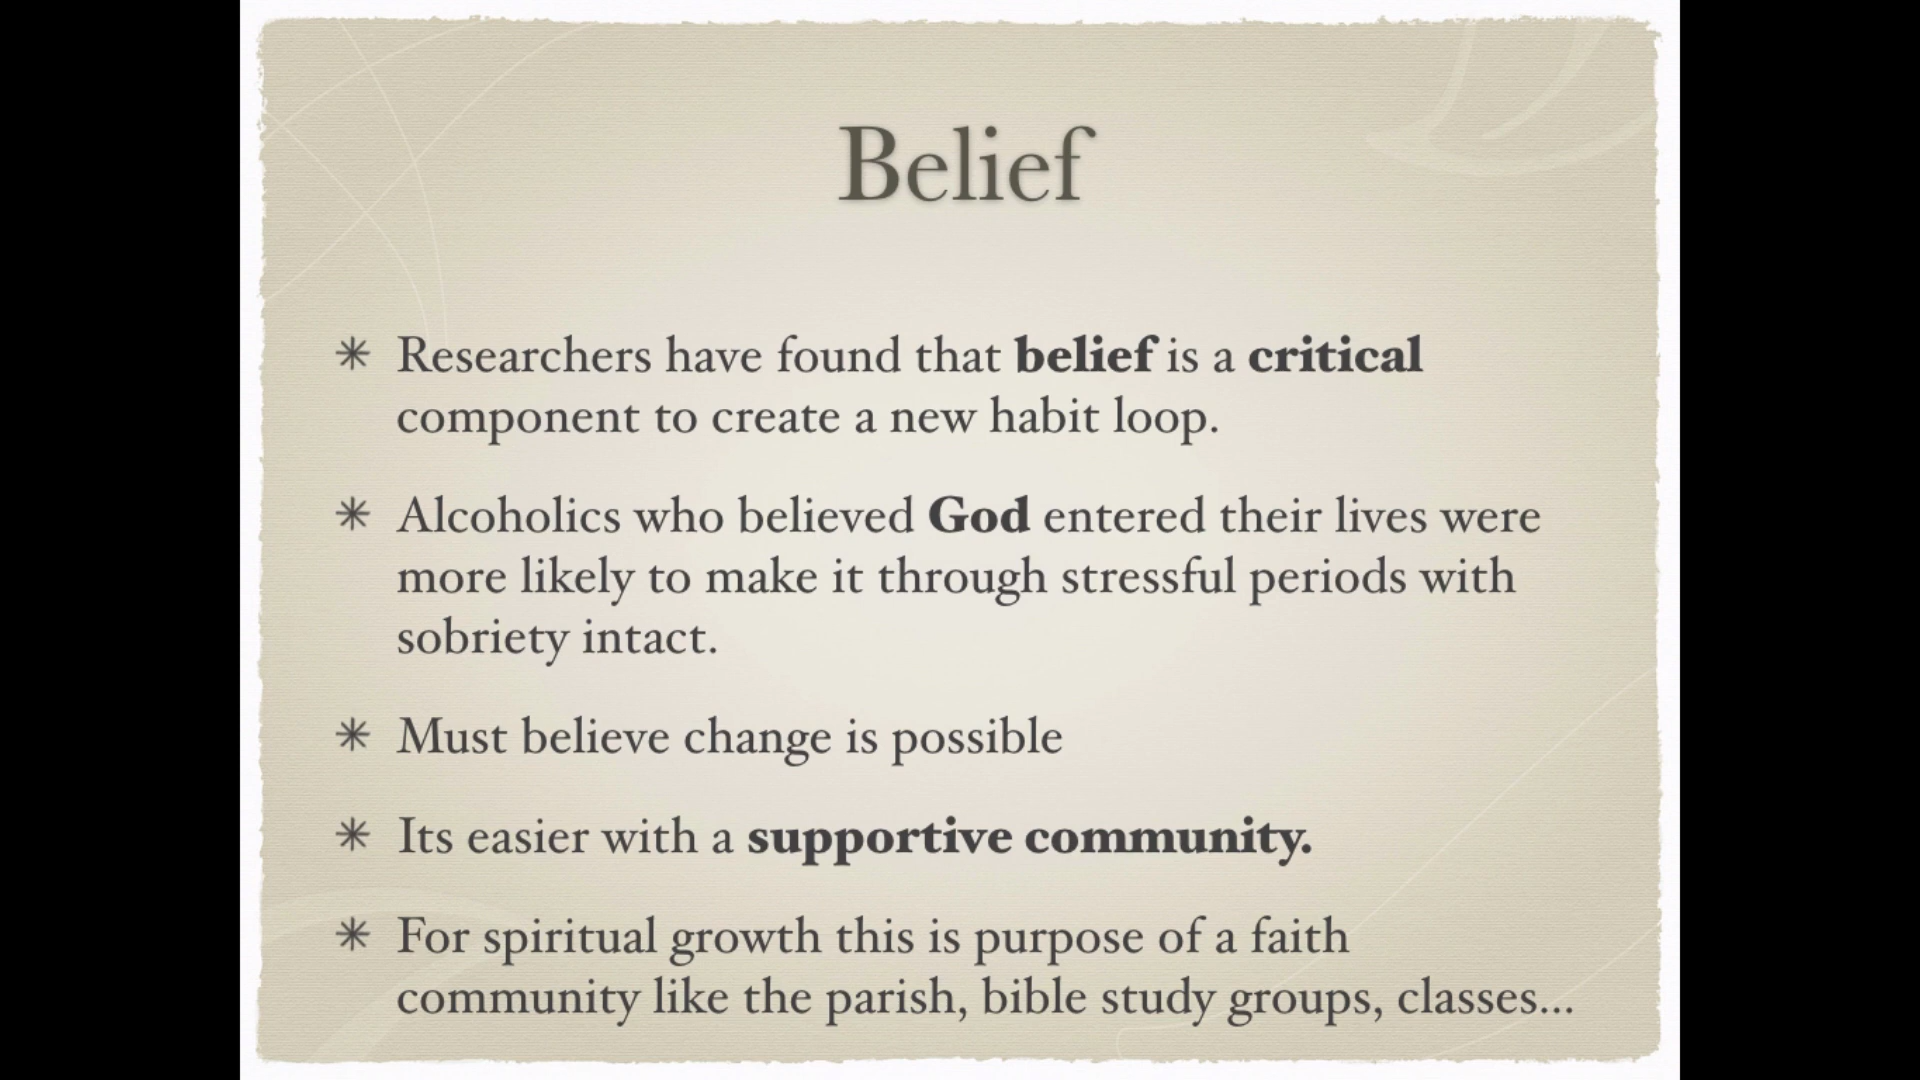 Belief
✳ Researchers have found that belief is a critical
component to create a new habit loop.
✳ Alcoholics who believed God entered their lives were
more likely to make it through stressful periods with
sobriety intact.
✳ Must believe change is possible
✳ Its easier with a supportive community.
✳ For spiritual growth this is purpose of a faith
community like the parish, bible study groups, classes...